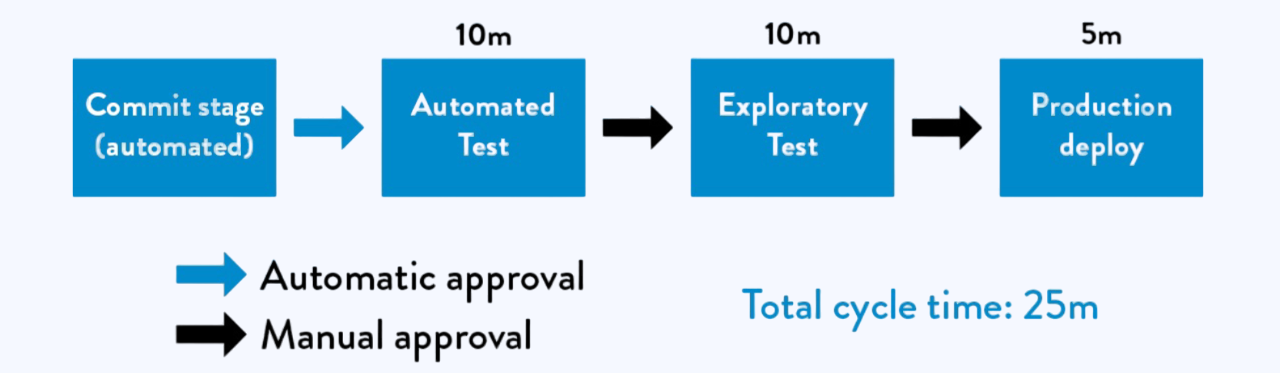 10m
10m
5m
Commit stage
(automated)
Automated
Test
Exploratory
Test
Production
deploy
Automatic approval
Manual approval
Total cycle time: 25m